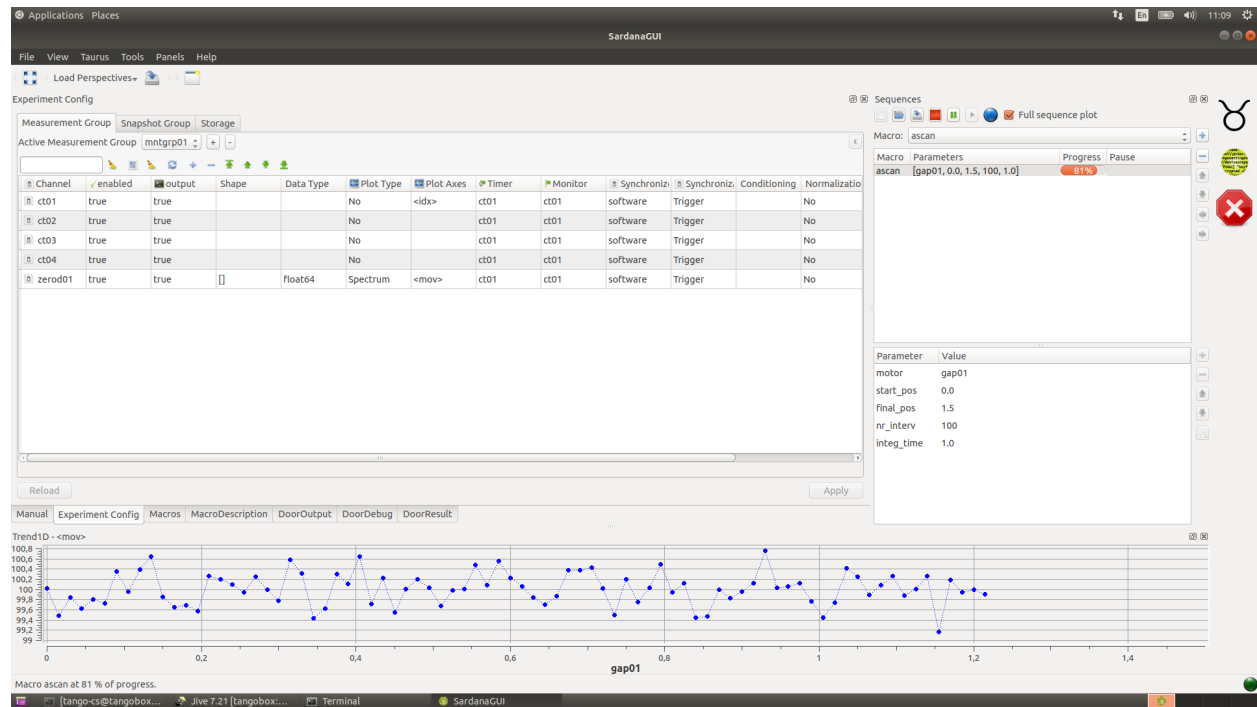 Applications Places
En 11:09
SardanaGUI
File View Taurus Tools Panels Help
Load Perspectives
Experiment Config
Measurement Group Snapshot Group Storage
Active Measurement Group mntgrp01 + -
Channel enabled output Shape Data Type Plot Type Plot Axes Timer Monitor Synchroniz Synchroniz Conditioning Normalizatio
ct01 true true No <idx> ct01 ct01 software Trigger No
ct02 true true No ct01 ct01 software Trigger No
ct03 true true No ct01 ct01 software Trigger No
ct04 true true No ct01 ct01 software Trigger No
zerod01 true true [] float64 Spectrum <mov> ct01 ct01 software Trigger No
Reload Apply
Manual Experiment Config Macros MacroDescription DoorOutput DoorDebug DoorResult
Sequences
Full sequence plot
Macro: ascan
Macro Parameters Progress Pause
ascan [gap01, 0.0, 1.5, 100, 1.0] 81%
Parameter Value
motor gap01
start_pos 0.0
final_pos 1.5
nr_interv 100
integ_time 1.0
Trend1D - <mov>
100,8
100,6
100,4
100,2
100
99,8
99,6
99,4
99,2
99
0 0,2 0,4 0,6 0,8 1 1,2 1,4
gap01
Macro ascan at 81 % of progress.
[tango-cs@tangobox... Jive 7.21 [tangobox:... Terminal SardanaGUI